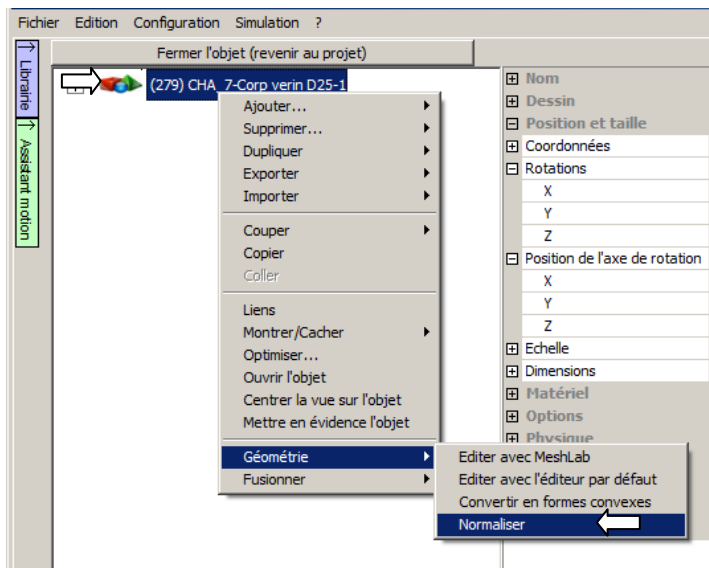 Fichier Edition Configuration Simulation ?
Fermer l'objet (revenir au projet)
Librairie
Assistant motion
(279) CHA_7-Corp verin D25-1
Ajouter...
Supprimer...
Dupliquer
Exporter
Importer
Couper
Copier
Coller
Liens
Montrer/Cacher
Optimiser...
Ouvrir l'objet
Centrer la vue sur l'objet
Mettre en évidence l'objet
Géométrie
Fusionner
Editer avec MeshLab
Editer avec l'éditeur par défaut
Convertir en formes convexes
Normaliser
Nom
Dessin
Position et taille
Coordonnées
Rotations
X
Y
Z
Position de l'axe de rotation
X
Y
Z
Echelle
Dimensions
Matériel
Options
Physique